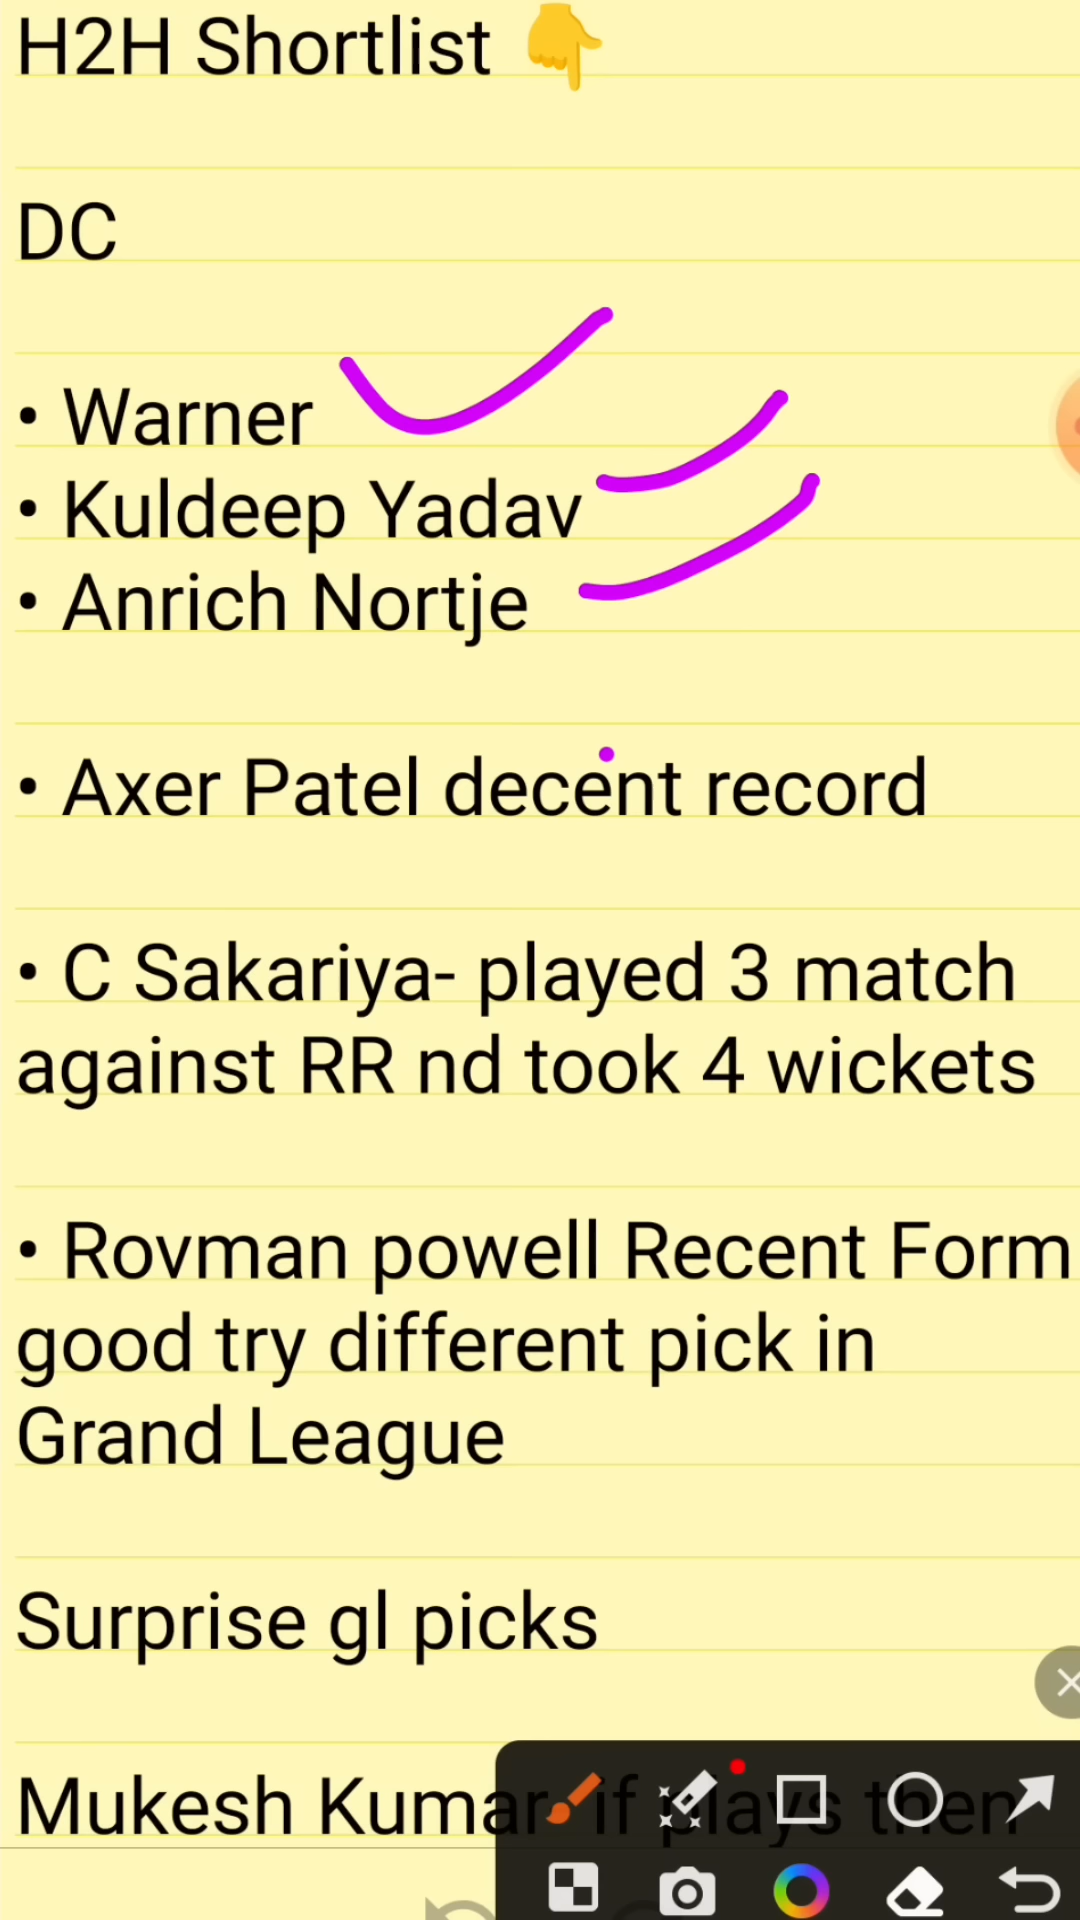 H2H Shortlist 👇
DC
• Warner
• Kuldeep Yadav
• Anrich Nortje
• Axer Patel decent record
• C Sakariya- played 3 match
against RR nd took 4 wickets
• Rovman powell Recent Form
good try different pick in
Grand League
Surprise gl picks
Mukesh Kumar if plays then